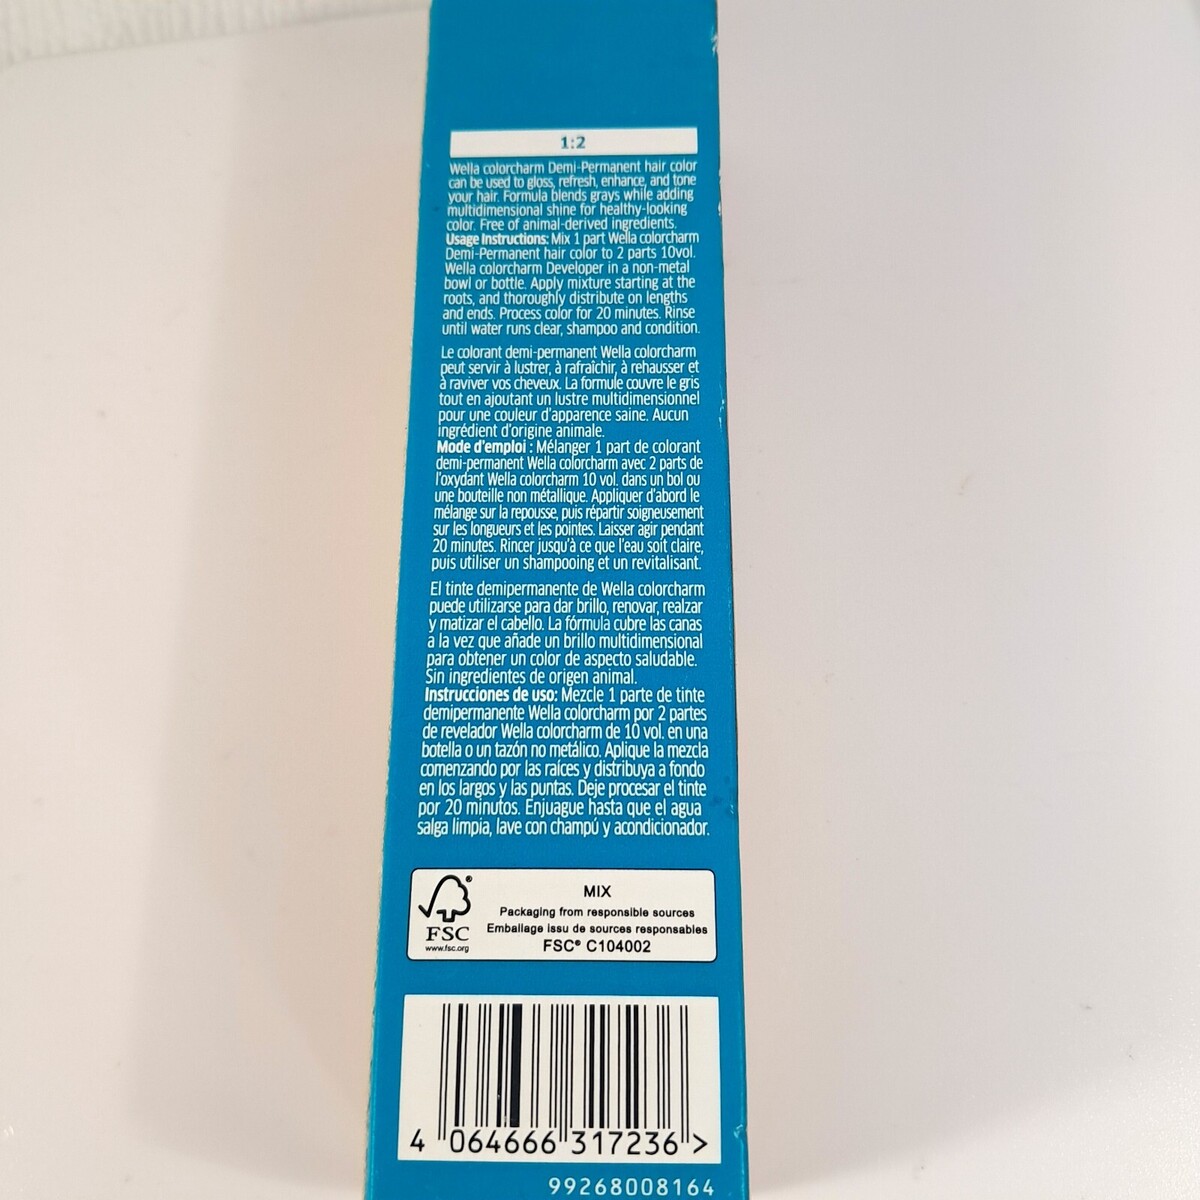 1:2
Wella colorcharm Demi-Permanent hair color
can be used to gloss, refresh, enhance, and tone
your hair. Formula blends grays while adding
multidimensional shine for healthy-looking
color. Free of animal-derived ingredients.
Usage Instructions: Mix 1 part Wella colorcharm
Demi-Permanent hair color to 2 parts 10vol.
Wella colorcharm Developer in a non-metal
bowl or bottle. Apply mixture starting at the
roots, and thoroughly distribute on lengths
and ends. Process color for 20 minutes. Rinse
until water runs clear, shampoo and condition.
Le colorant demi-permanent Wella colorcharm
peut servir à lustrer, à rafraîchir, à rehausser et
à raviver vos cheveux. La formule couvre le gris
tout en ajoutant un lustre multidimensionnel
pour une couleur d'apparence saine. Aucun
ingrédient d'origine animale.
Mode d'emploi : Mélanger 1 part de colorant
demi-permanent Wella colorcharm avec 2 parts de
l'oxydant Wella colorcharm 10 vol. dans un bol ou
une bouteille non métallique. Appliquer d'abord le
mélange sur la repousse, puis répartir soigneusement
sur les longueurs et les pointes. Laisser agir pendant
20 minutes. Rincer jusqu'à ce que l'eau soit claire,
puis utiliser un shampooing et un revitalisant.
El tinte demipermanente de Wella colorcharm
puede utilizarse para dar brillo, renovar, realzar
y matizar el cabello. La fórmula cubre las canas
a la vez que añade un brillo multidimensional
para obtener un color de aspecto saludable.
Sin ingredientes de origen animal.
Instrucciones de uso: Mezcle 1 parte de tinte
demipermanente Wella colorcharm por 2 partes
de revelador Wella colorcharm de 10 vol. en una
botella o un tazón no metálico. Aplique la mezcla
comenzando por las raíces y distribuya a fondo
en los largos y las puntas. Deje procesar el tinte
por 20 minutos. Enjuague hasta que el agua
salga limpia, lave con champú y acondicionador.
FSC®
www.fsc.org
MIX
Packaging from responsible sources
Emballage issu de sources responsables
FSC® C104002
4 064666 317236 >
99268008164